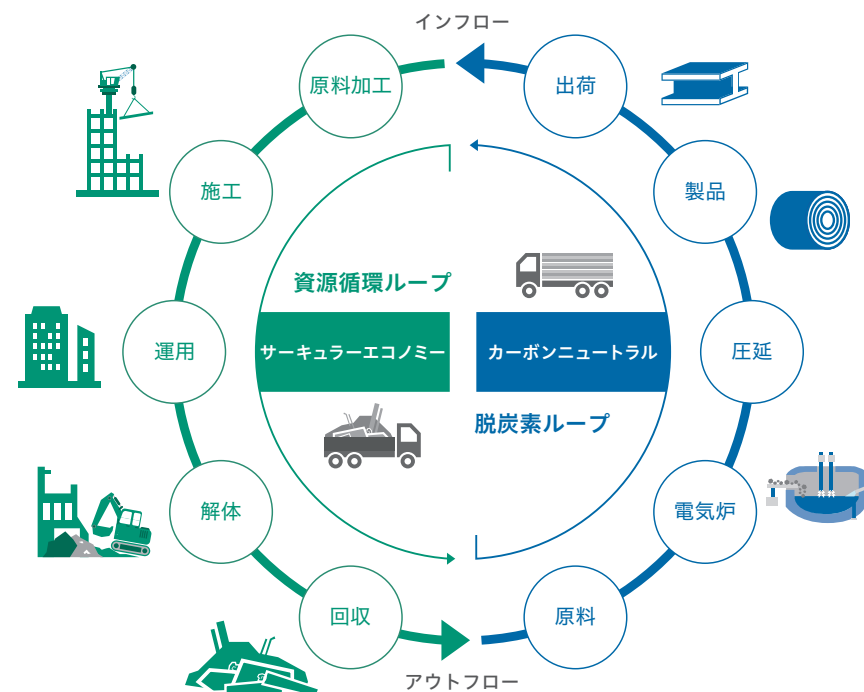 インフロー
原料加工
出荷
施工
製品
資源循環ループ
サーキュラーエコノミー
カーボンニュートラル
運用
圧延
脱炭素ループ
解体
電気炉
回収
原料
アウトフロー